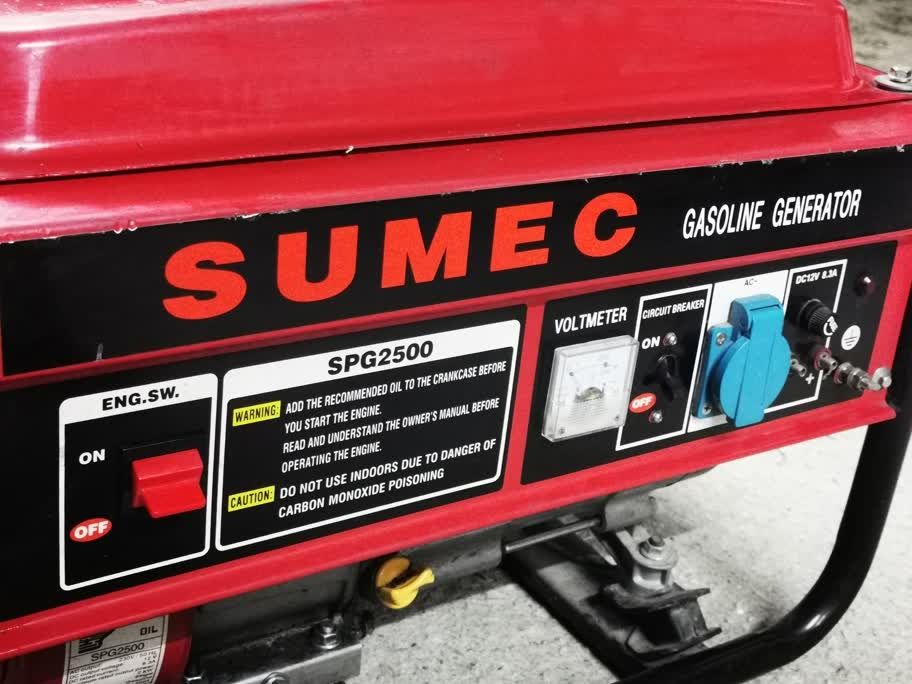 SUMEC
GASOLINE GENERATOR
ENG.SW.
ON
OFF
SPG2500
WARNING: ADD THE RECOMMENDED OIL TO THE CRANKCASE BEFORE
YOU START THE ENGINE.
READ AND UNDERSTAND THE OWNER'S MANUAL BEFORE
OPERATING THE ENGINE.
CAUTION: DO NOT USE INDOORS DUE TO DANGER OF
CARBON MONOXIDE POISONING
VOLTMETER
CIRCUIT BREAKER
ON
OFF
AC~
DC12V 8.3A
+
OIL
SPG2500